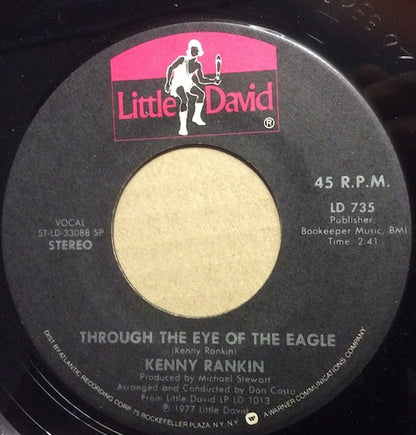 Little David
®
45 R.P.M.
LD 735
Publisher,
Bookeeper Music, BMI
Time: 2:41
VOCAL
ST-LD-33088 SP
STEREO
THROUGH THE EYE OF THE EAGLE
(Kenny Rankin)
KENNY RANKIN
Produced by Michael Stewart
Arranged and Conducted by Don Costa
From Little David LP LD 1013
℗ 1977 Little David
DIST BY ATLANTIC RECORDING CORP 75 ROCKEFELLER PLAZA. N.Y. N.Y. A WARNER COMMUNICATIONS COMPANY.